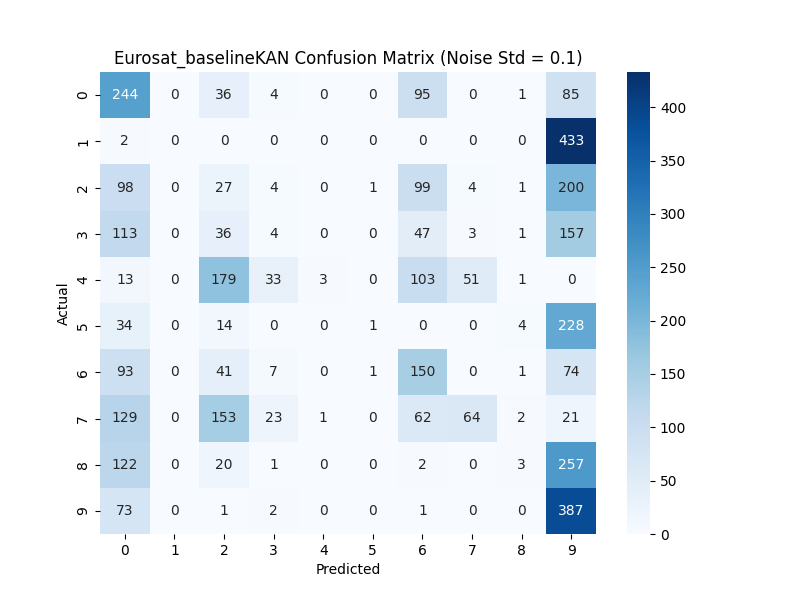 Eurosat_baselineKAN Confusion Matrix (Noise Std = 0.1)
0 244 0 36 4 0 0 95 0 1 85
1 2 0 0 0 0 0 0 0 0 433
2 98 0 27 4 0 1 99 4 1 200
3 113 0 36 4 0 0 47 3 1 157
4 13 0 179 33 3 0 103 51 1 0
5 34 0 14 0 0 1 0 0 4 228
6 93 0 41 7 0 1 150 0 1 74
7 129 0 153 23 1 0 62 64 2 21
8 122 0 20 1 0 0 2 0 3 257
9 73 0 1 2 0 0 1 0 0 387
0 1 2 3 4 5 6 7 8 9
Predicted
Actual
400
350
300
250
200
150
100
50
0